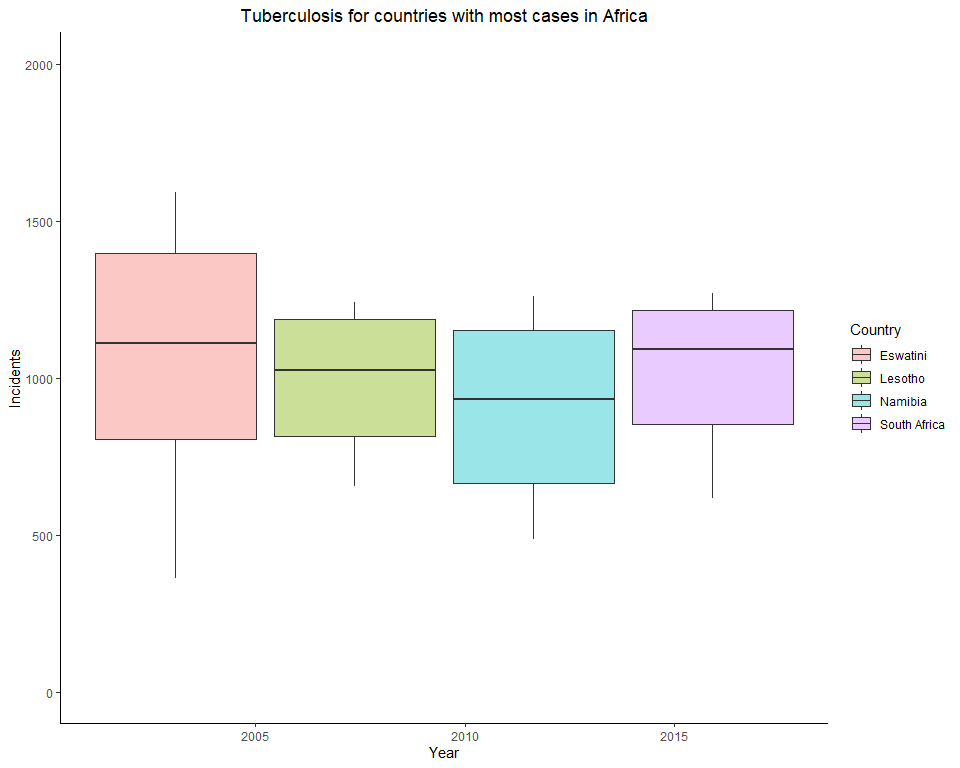 Tuberculosis for countries with most cases in Africa
2000
1500
1000
500
0
Incidents
2005
2010
2015
Year
Country
Eswatini
Lesotho
Namibia
South Africa